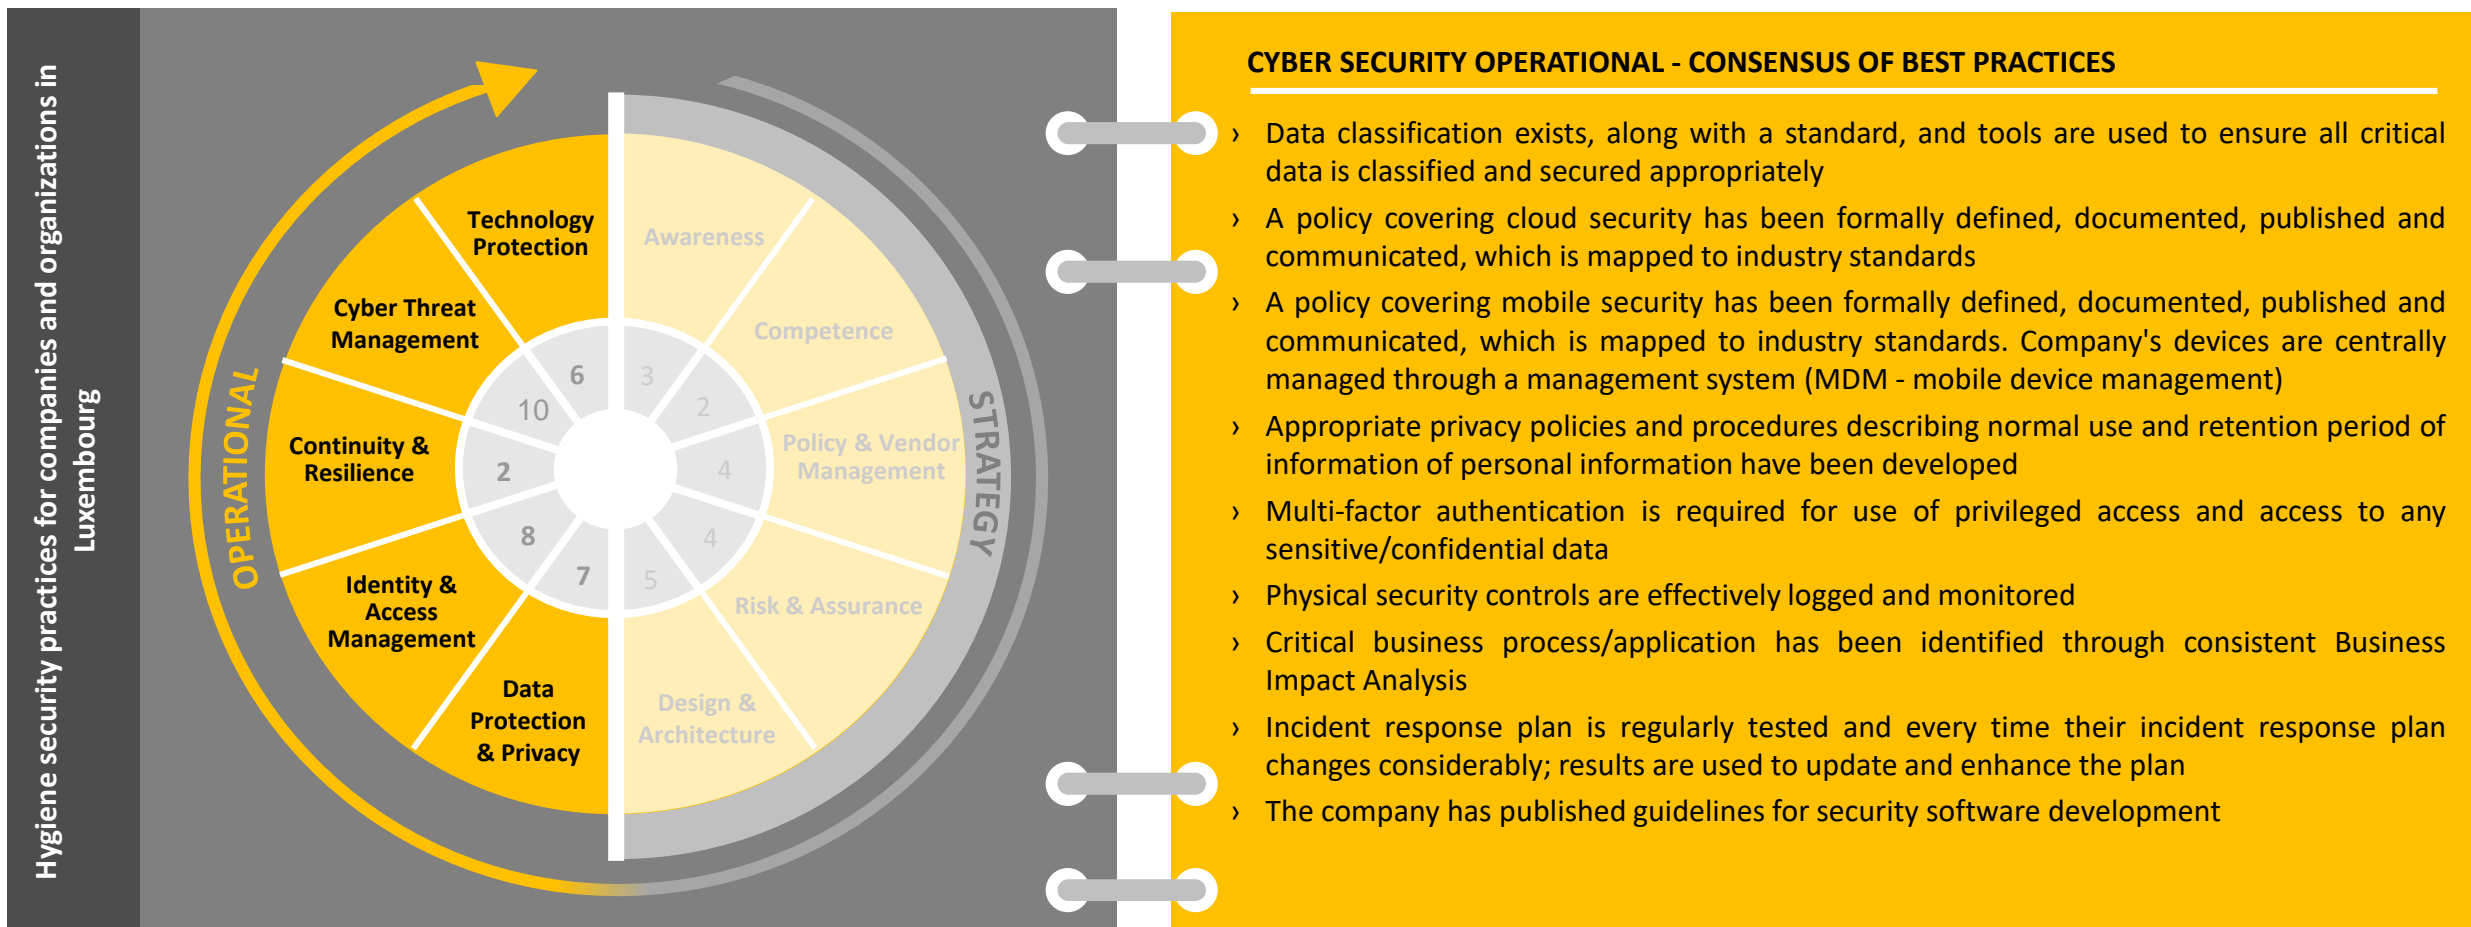 Hygiene security practices for companies and organizations in
Luxembourg
OPERATIONAL
STRATEGY
Technology
Protection
Cyber Threat
Management
Continuity &
Resilience
Identity &
Access
Management
Data
Protection
& Privacy
Awareness
Competence
Policy & Vendor
Management
Risk & Assurance
Design &
Architecture
6
10
2
8
7
3
2
4
4
5
CYBER SECURITY OPERATIONAL - CONSENSUS OF BEST PRACTICES
› Data classification exists, along with a standard, and tools are used to ensure all critical
data is classified and secured appropriately
› A policy covering cloud security has been formally defined, documented, published and
communicated, which is mapped to industry standards
› A policy covering mobile security has been formally defined, documented, published and
communicated, which is mapped to industry standards. Company's devices are centrally
managed through a management system (MDM - mobile device management)
› Appropriate privacy policies and procedures describing normal use and retention period of
information of personal information have been developed
› Multi-factor authentication is required for use of privileged access and access to any
sensitive/confidential data
› Physical security controls are effectively logged and monitored
› Critical business process/application has been identified through consistent Business
Impact Analysis
› Incident response plan is regularly tested and every time their incident response plan
changes considerably; results are used to update and enhance the plan
› The company has published guidelines for security software development